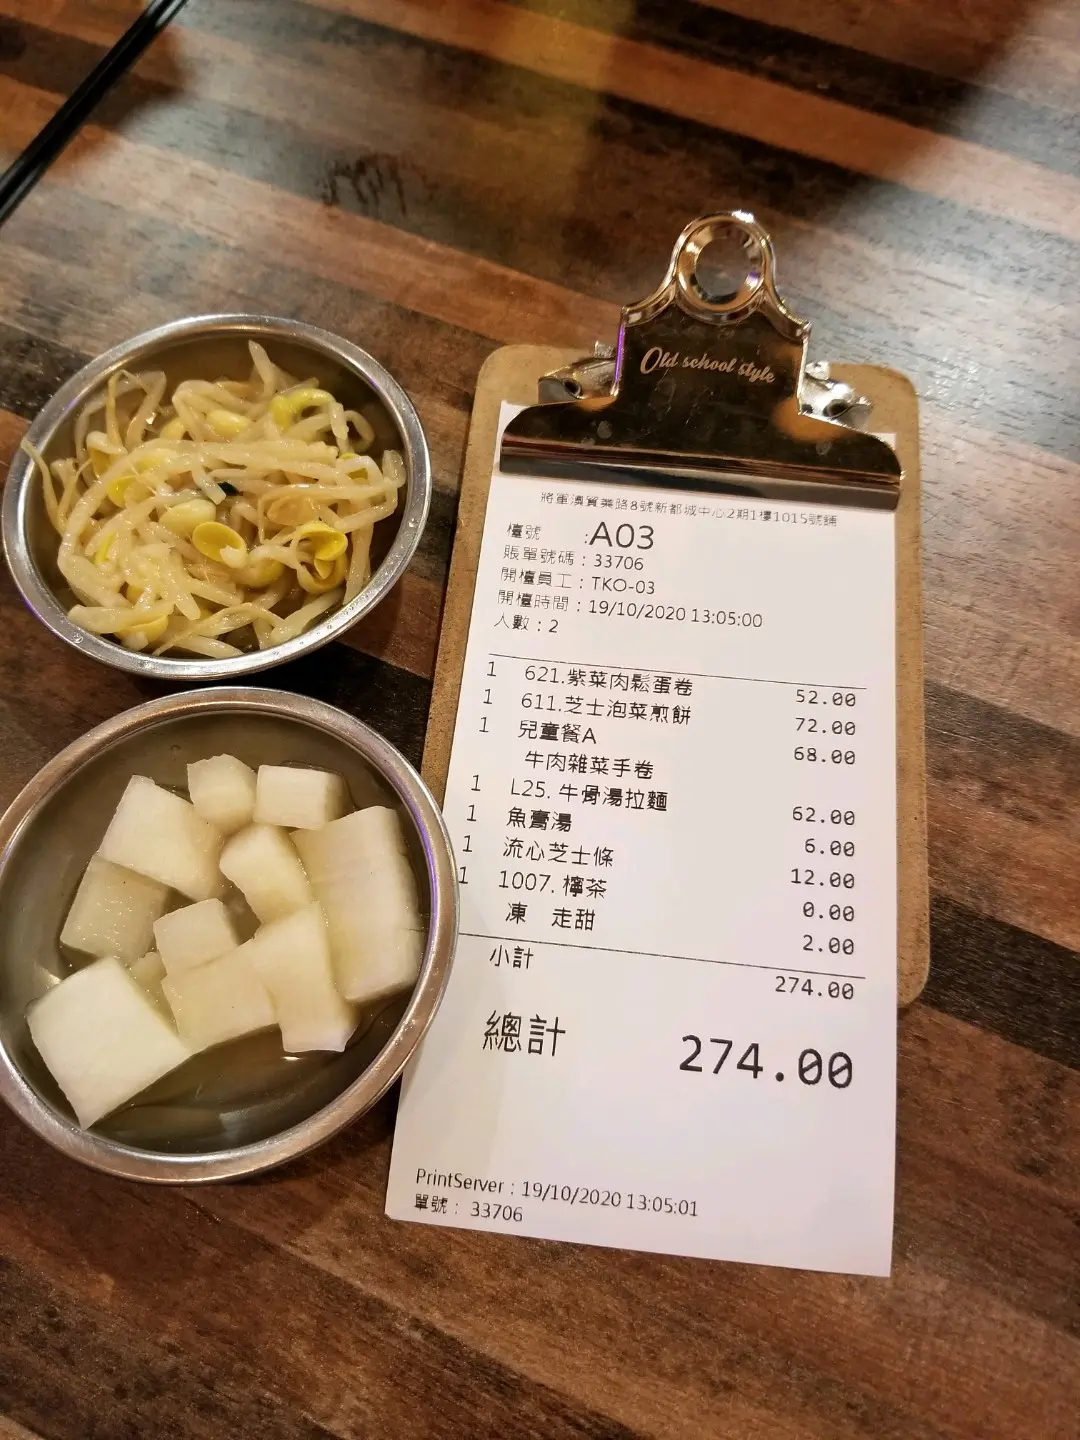 Old school style
將軍澳貿業路8號新都城中心2期1樓1015號舖
檯號 :A03
賬單號碼 : 33706
開檯員工 : TKO-03
開檯時間 : 19/10/2020 13:05:00
人數 : 2
1 621.紫菜肉鬆蛋卷 52.00
1 611.芝士泡菜煎餅 72.00
1 兒童餐A 68.00
牛肉雜菜手卷
1 L25. 牛骨湯拉麵 62.00
1 魚膏湯 6.00
1 流心芝士條 12.00
1 1007. 檸茶 0.00
凍 走甜 2.00
小計 274.00
總計 274.00
PrintServer : 19/10/2020 13:05:01
單號 : 33706